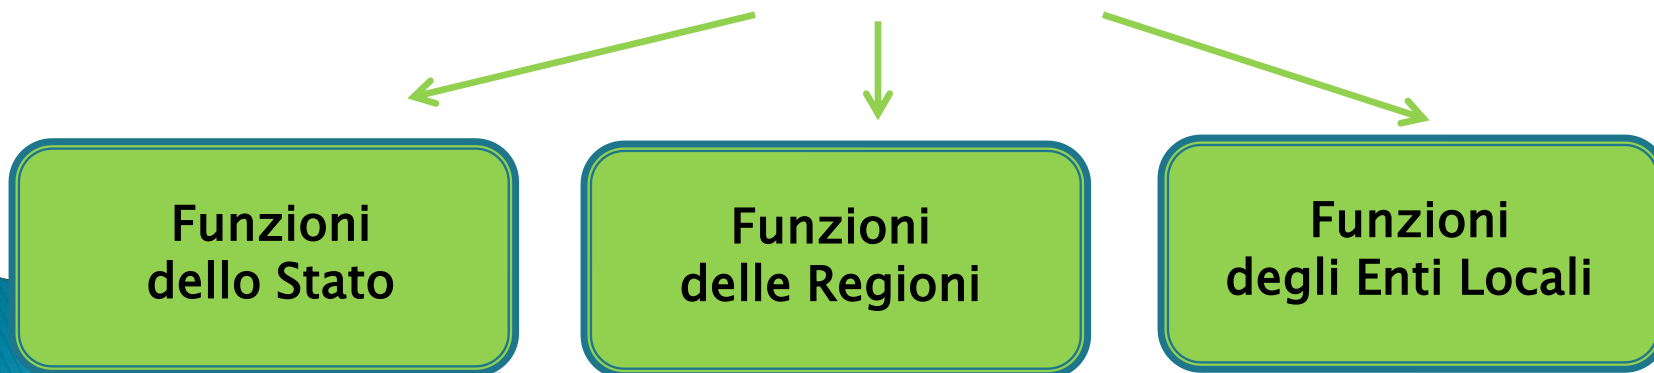 Funzioni
dello Stato
Funzioni
delle Regioni
Funzioni
degli Enti Locali